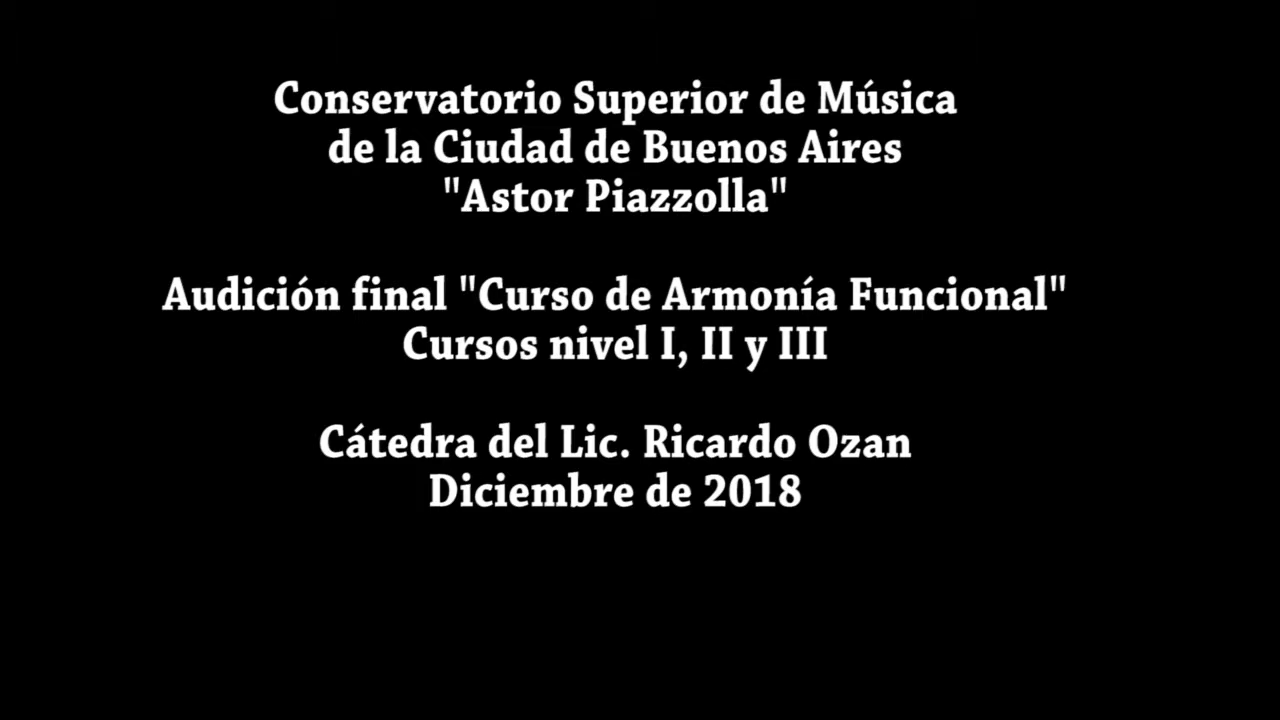 Conservatorio Superior de Música
de la Ciudad de Buenos Aires
"Astor Piazzolla"
Audición final "Curso de Armonía Funcional"
Cursos nivel I, II y III
Cátedra del Lic. Ricardo Ozan
Diciembre de 2018